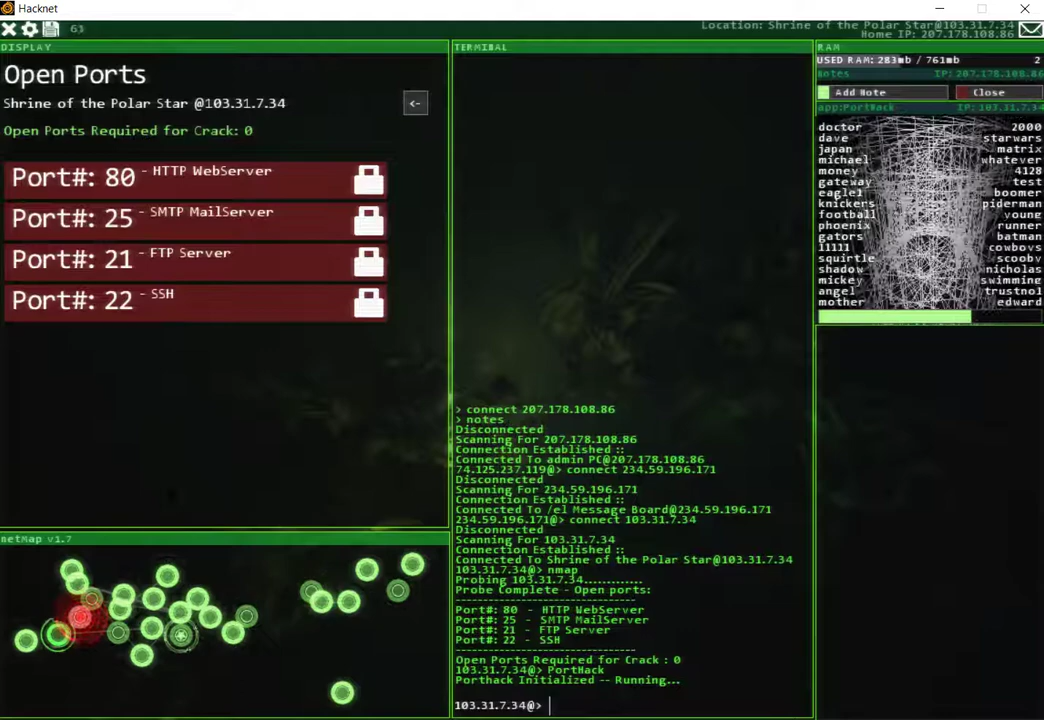 Hacknet
61
Location: Shrine of the Polar Star@103.31.7.34
Home IP: 207.178.108.86
DISPLAY
Open Ports
Shrine of the Polar Star @103.31.7.34
<-
Open Ports Required for Crack: 0
Port#: 80 - HTTP WebServer
Port#: 25 - SMTP MailServer
Port#: 21 - FTP Server
Port#: 22 - SSH
netMap v1.7
TERMINAL
> connect 207.178.108.86
> notes
Disconnected
Scanning For 207.178.108.86
Connection Established ::
Connected To admin PC@207.178.108.86
74.125.237.119@> connect 234.59.196.171
Disconnected
Scanning For 234.59.196.171
Connection Established ::
Connected To /el Message Board@234.59.196.171
234.59.196.171@> connect 103.31.7.34
Disconnected
Scanning For 103.31.7.34
Connection Established ::
Connected To Shrine of the Polar Star@103.31.7.34
103.31.7.34@> nmap
Probing 103.31.7.34.............
Probe Complete - Open ports:
---------------------------------
Port#: 80 - HTTP WebServer
Port#: 25 - SMTP MailServer
Port#: 21 - FTP Server
Port#: 22 - SSH
---------------------------------
Open Ports Required for Crack : 0
103.31.7.34@> PortHack
Porthack Initialized -- Running...
103.31.7.34@>
RAM
USED RAM: 283mb / 761mb 2
Notes IP: 207.178.108.86
Add Note Close
app:PortHack IP: 103.31.7.34
doctor 2000
dave starwars
japan matrix
michael whatever
money 4128
gateway test
eagle1 boomer
knickers piderman
football young
phoenix runner
gators batman
11111 cowboys
squirtle scooby
shadow nicholas
mickey swimming
angel trustno1
mother edward